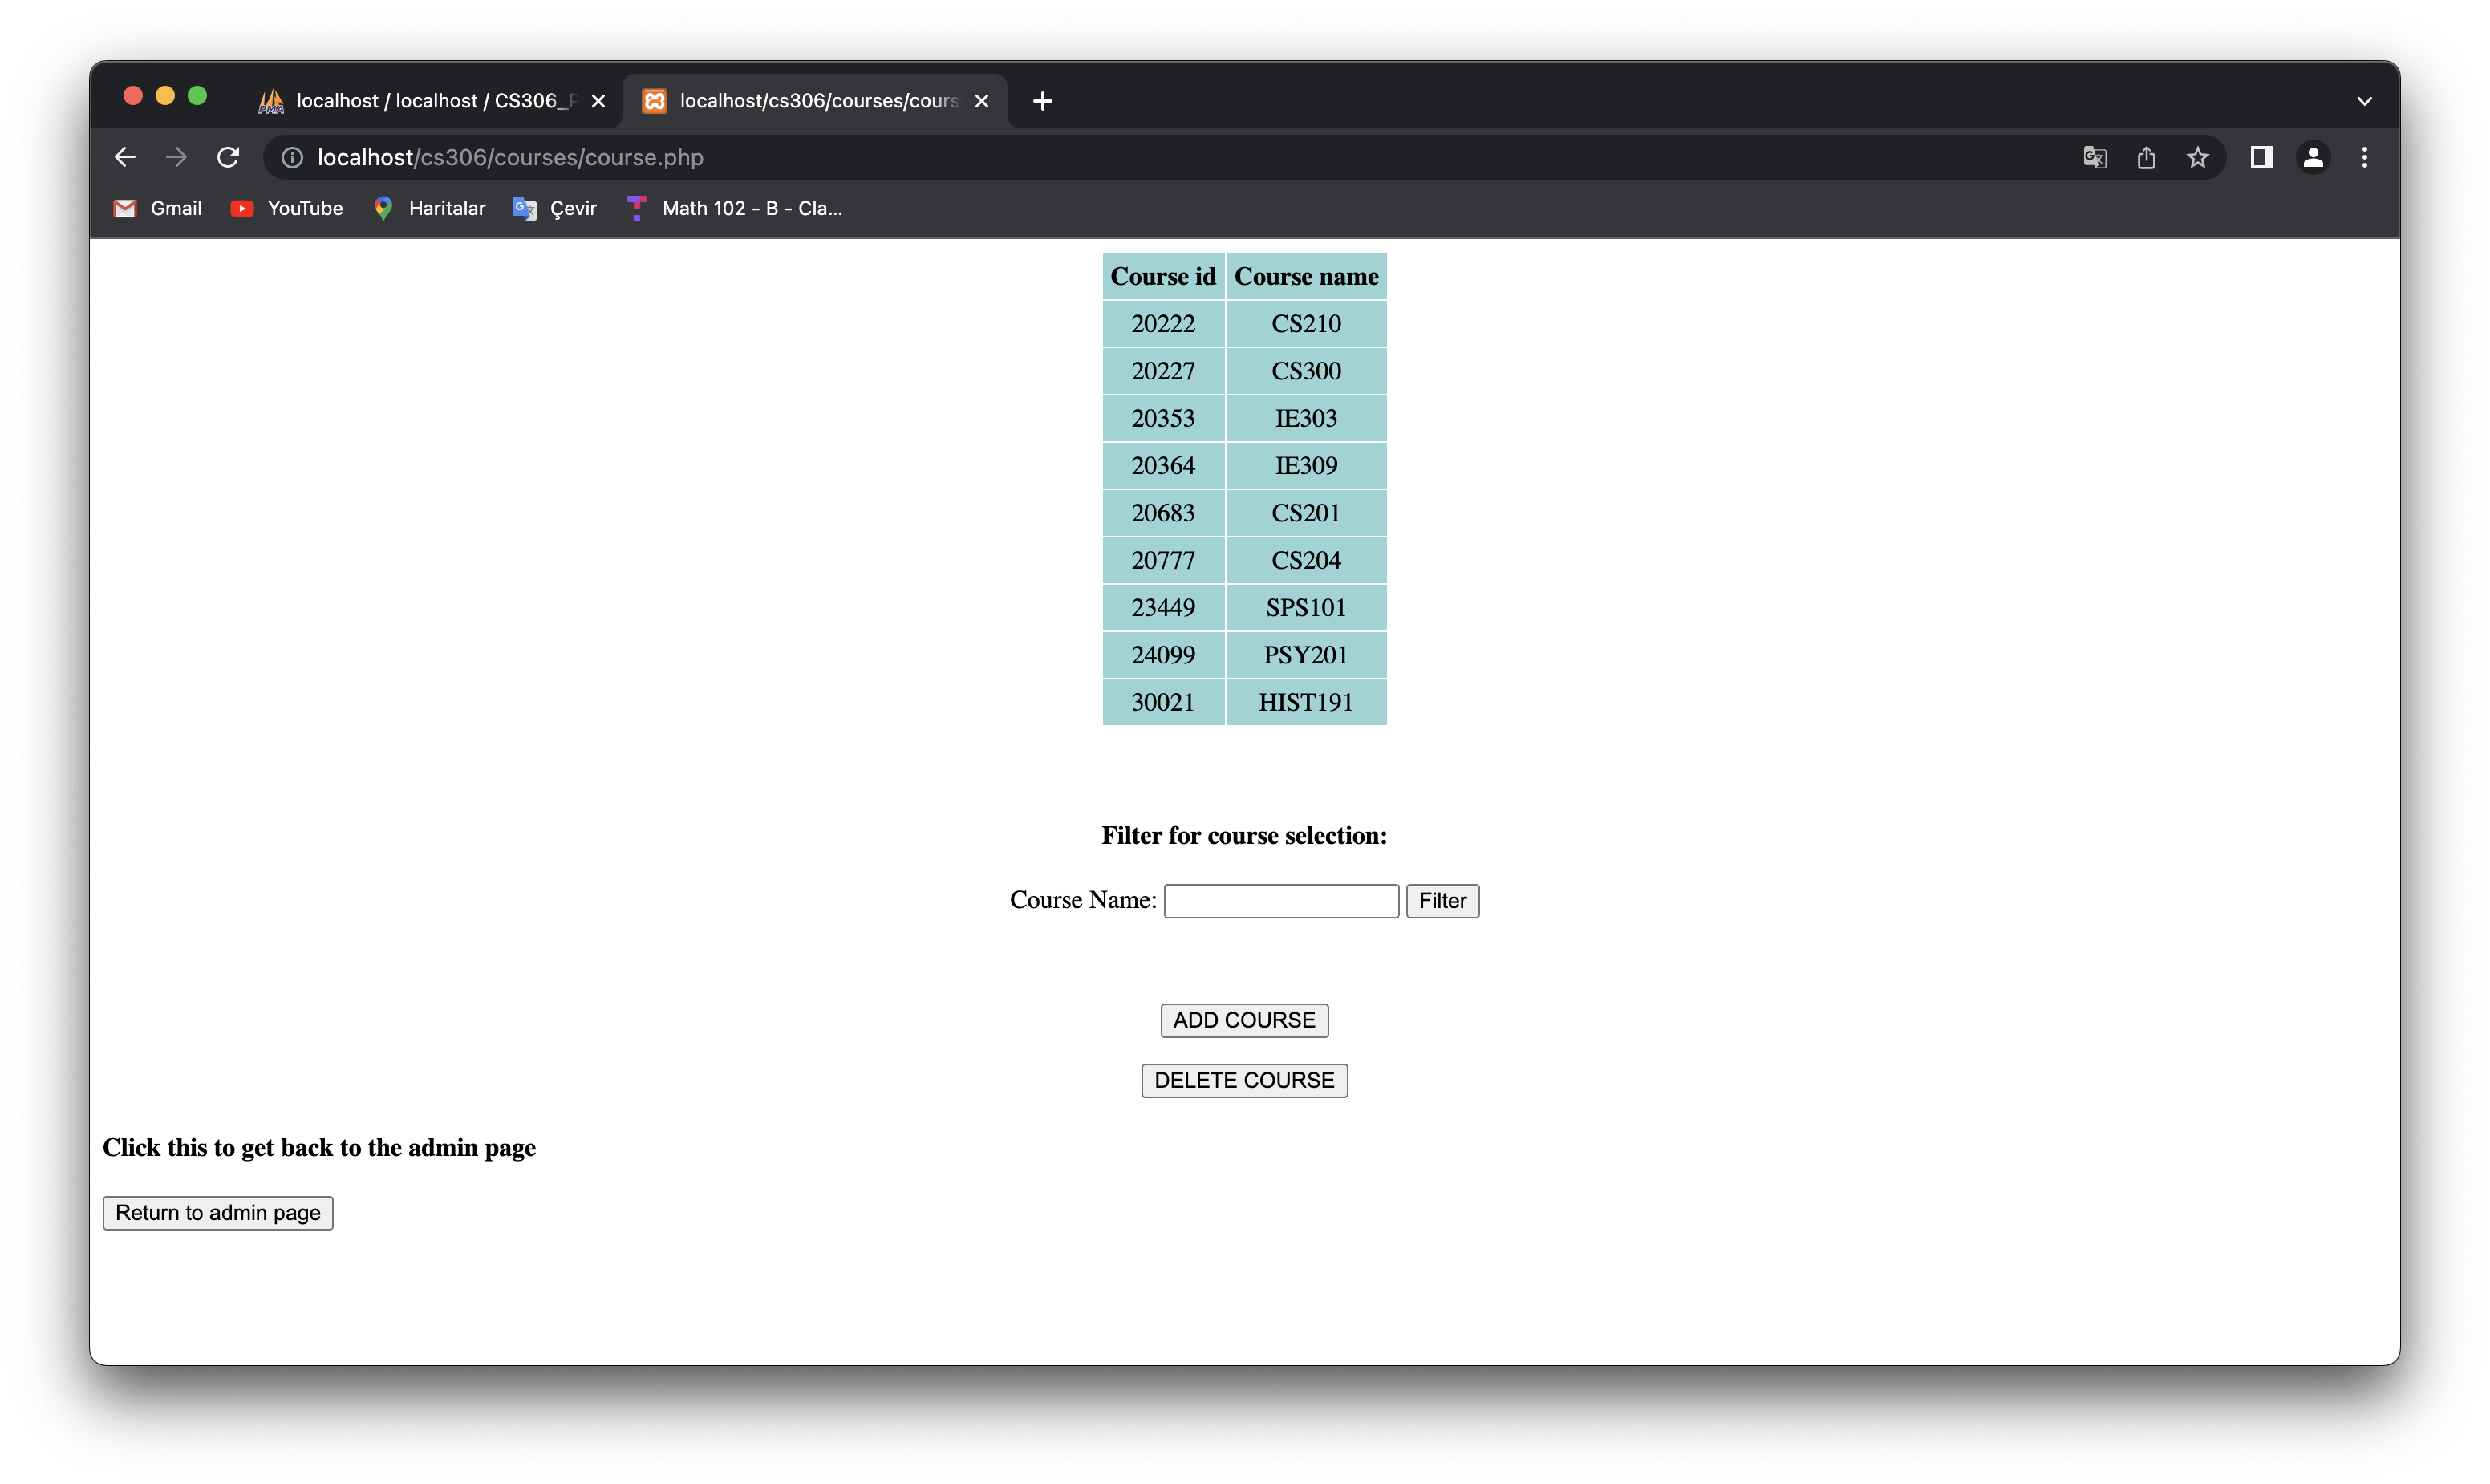 localhost / localhost / CS306_P
localhost/cs306/courses/cours
localhost/cs306/courses/course.php
Gmail YouTube Haritalar Çevir Math 102 - B - Cla...
Course id Course name
20222 CS210
20227 CS300
20353 IE303
20364 IE309
20683 CS201
20777 CS204
23449 SPS101
24099 PSY201
30021 HIST191
Filter for course selection:
Course Name: Filter
ADD COURSE
DELETE COURSE
Click this to get back to the admin page
Return to admin page